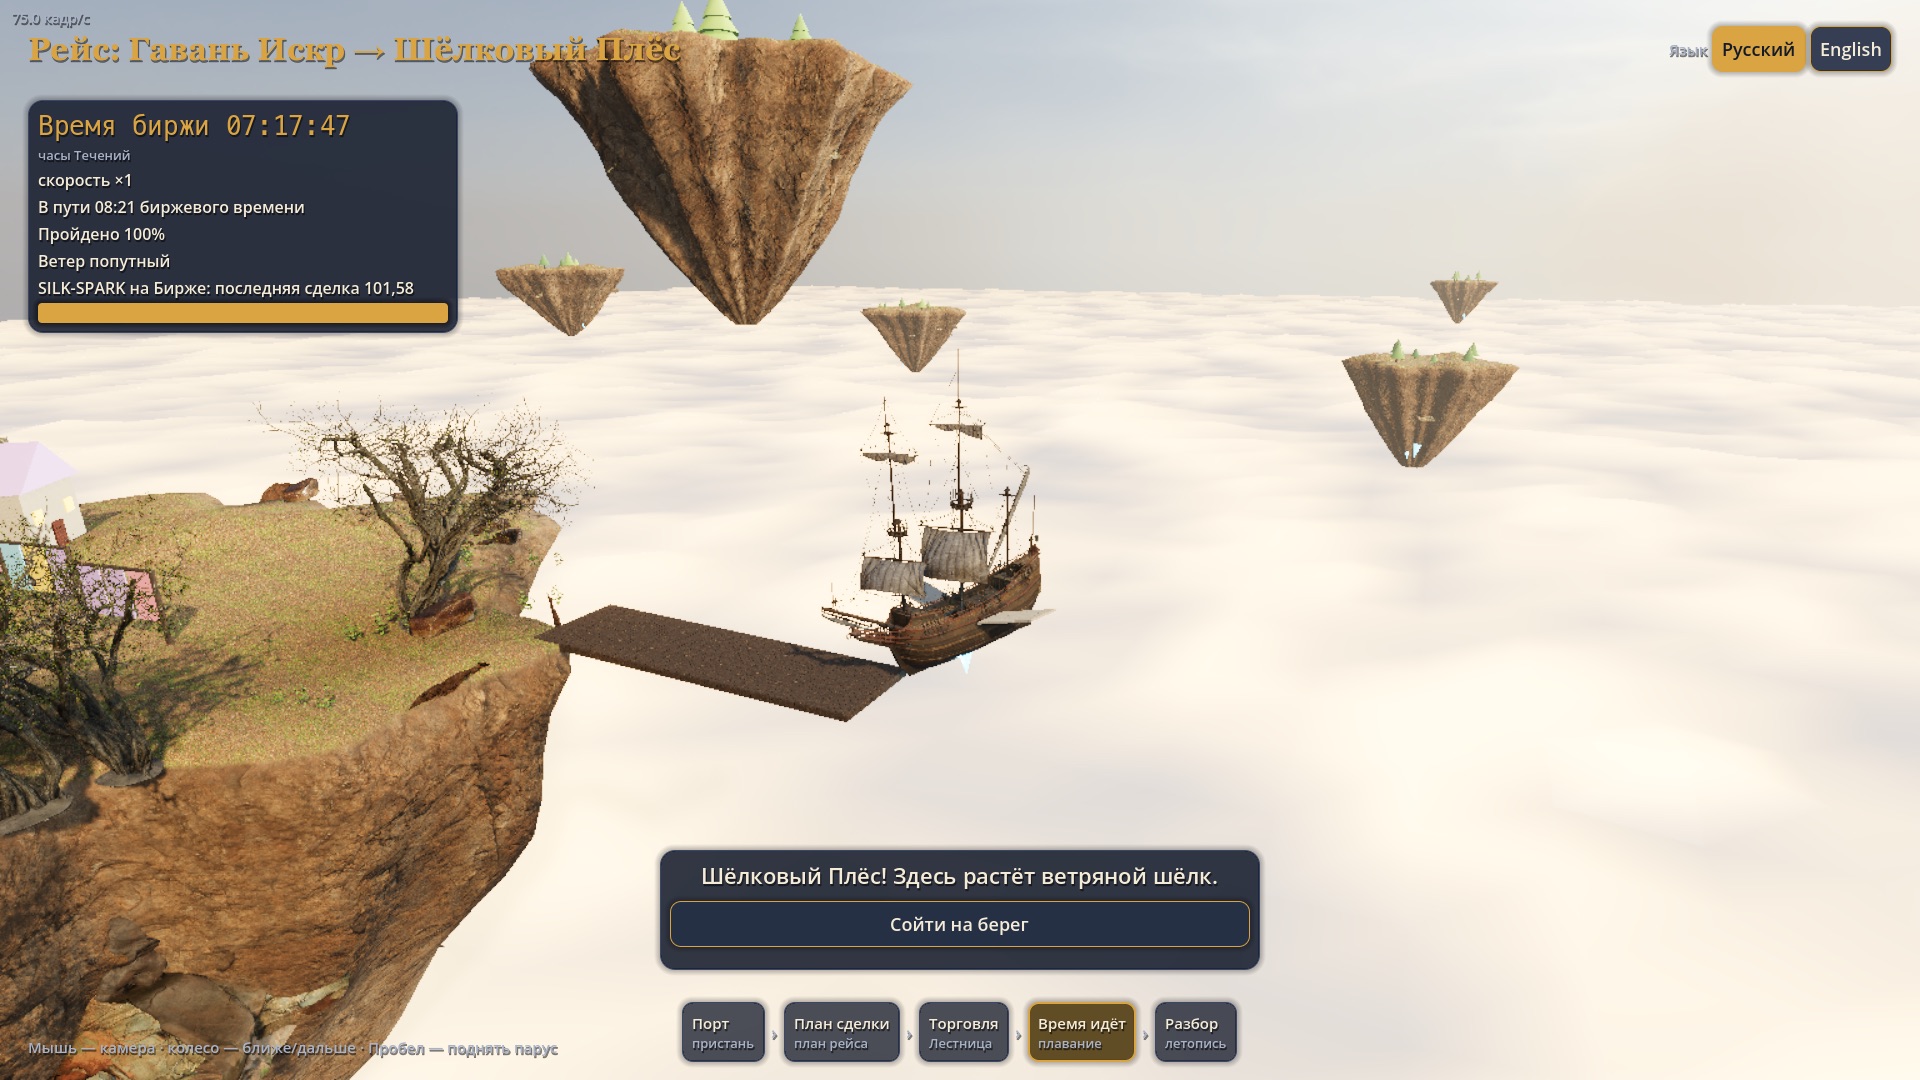 75.0 кадр/с
Рейс: Гавань Искр → Шёлковый Плёс
Язык
Русский
English
Время биржи 07:17:47
часы Течений
скорость ×1
В пути 08:21 биржевого времени
Пройдено 100%
Ветер попутный
SILK-SPARK на Бирже: последняя сделка 101,58
Шёлковый Плёс! Здесь растёт ветряной шёлк.
Сойти на берег
Порт
пристань
›
План сделки
план рейса
›
Торговля
Лестница
›
Время идёт
плавание
›
Разбор
летопись
Мышь — камера · колесо — ближе/дальше · Пробел — поднять парус